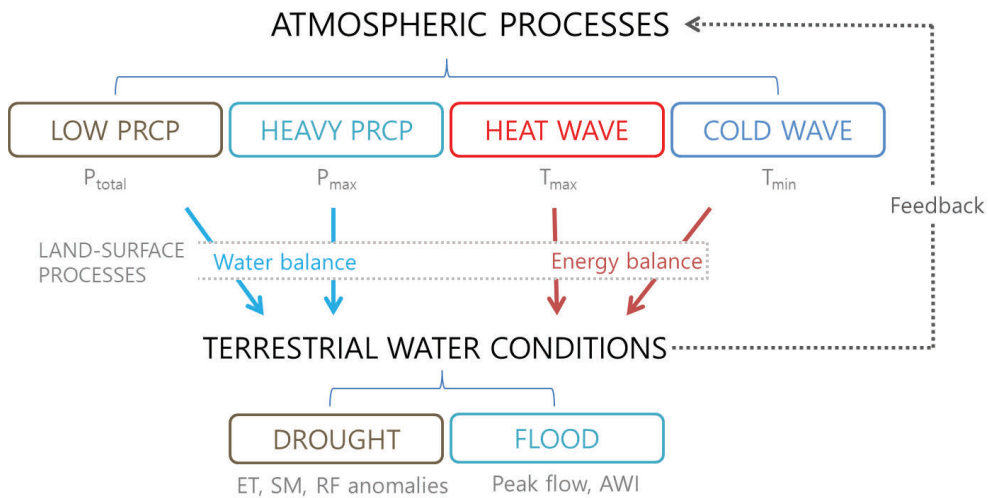 ATMOSPHERIC PROCESSES
LOW PRCP
HEAVY PRCP
HEAT WAVE
COLD WAVE
Ptotal
Pmax
Tmax
Tmin
Feedback
LAND-SURFACE
PROCESSES
Water balance
Energy balance
TERRESTRIAL WATER CONDITIONS
DROUGHT
FLOOD
ET, SM, RF anomalies
Peak flow, AWI